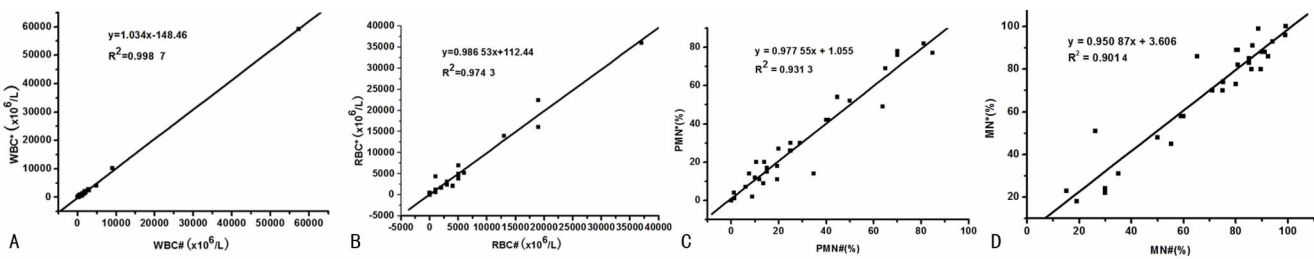 y=1.034x-148.46
R²=0.998 7
WBC* (x10⁶/L)
60000
50000
40000
30000
20000
10000
0
0 10000 20000 30000 40000 50000 60000
WBC# (x10⁶/L)
A
y=0.986 53x+112.44
R²=0.974 3
RBC* (x10⁶/L)
40000
35000
30000
25000
20000
15000
10000
5000
0
-5000
-5000 0 5000 10000 15000 20000 25000 30000 35000 40000
RBC# (x10⁶/L)
B
y = 0.977 55x + 1.055
R² = 0.931 3
PMN*(%)
80
60
40
20
0
0 20 40 60 80 100
PMN#(%)
C
y = 0.950 87x + 3.606
R² = 0.901 4
MN*(%)
100
80
60
40
20
20 40 60 80 100
MN#(%)
D